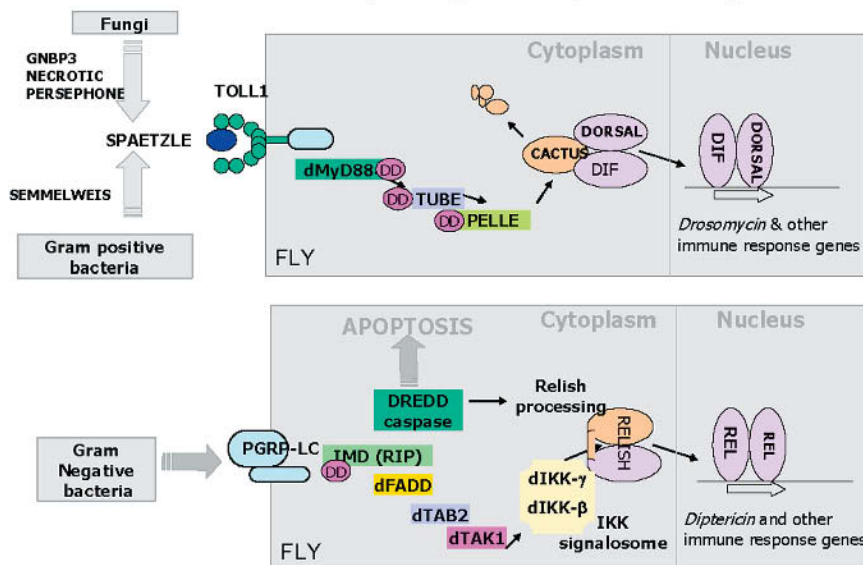 Fungi
GNBP3
NECROTIC
PERSEPHONE
SPAETZLE
SEMMELWEIS
Gram positive
bacteria
TOLL1
Cytoplasm
Nucleus
dMyD88
DD
DD
TUBE
DD
PELLE
CACTUS
DORSAL
DIF
DIF
DORSAL
Drosomycin & other
immune response genes
FLY
APOPTOSIS
Cytoplasm
Nucleus
DREDD
caspase
Relish
processing
Gram
Negative
bacteria
PGRP-LC
IMD (RIP)
DD
dFADD
dTAB2
dTAK1
dIKK-γ
dIKK-β
IKK
signalosome
RELISH
REL
REL
Diptericin and other
immune response genes
FLY